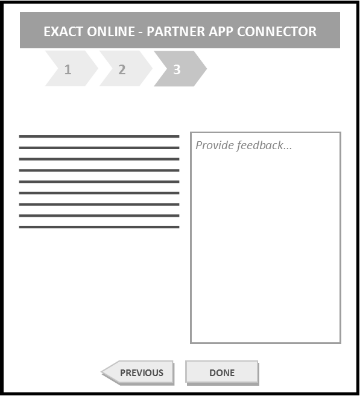 EXACT ONLINE - PARTNER APP CONNECTOR
1 2 3
Provide feedback...
PREVIOUS DONE